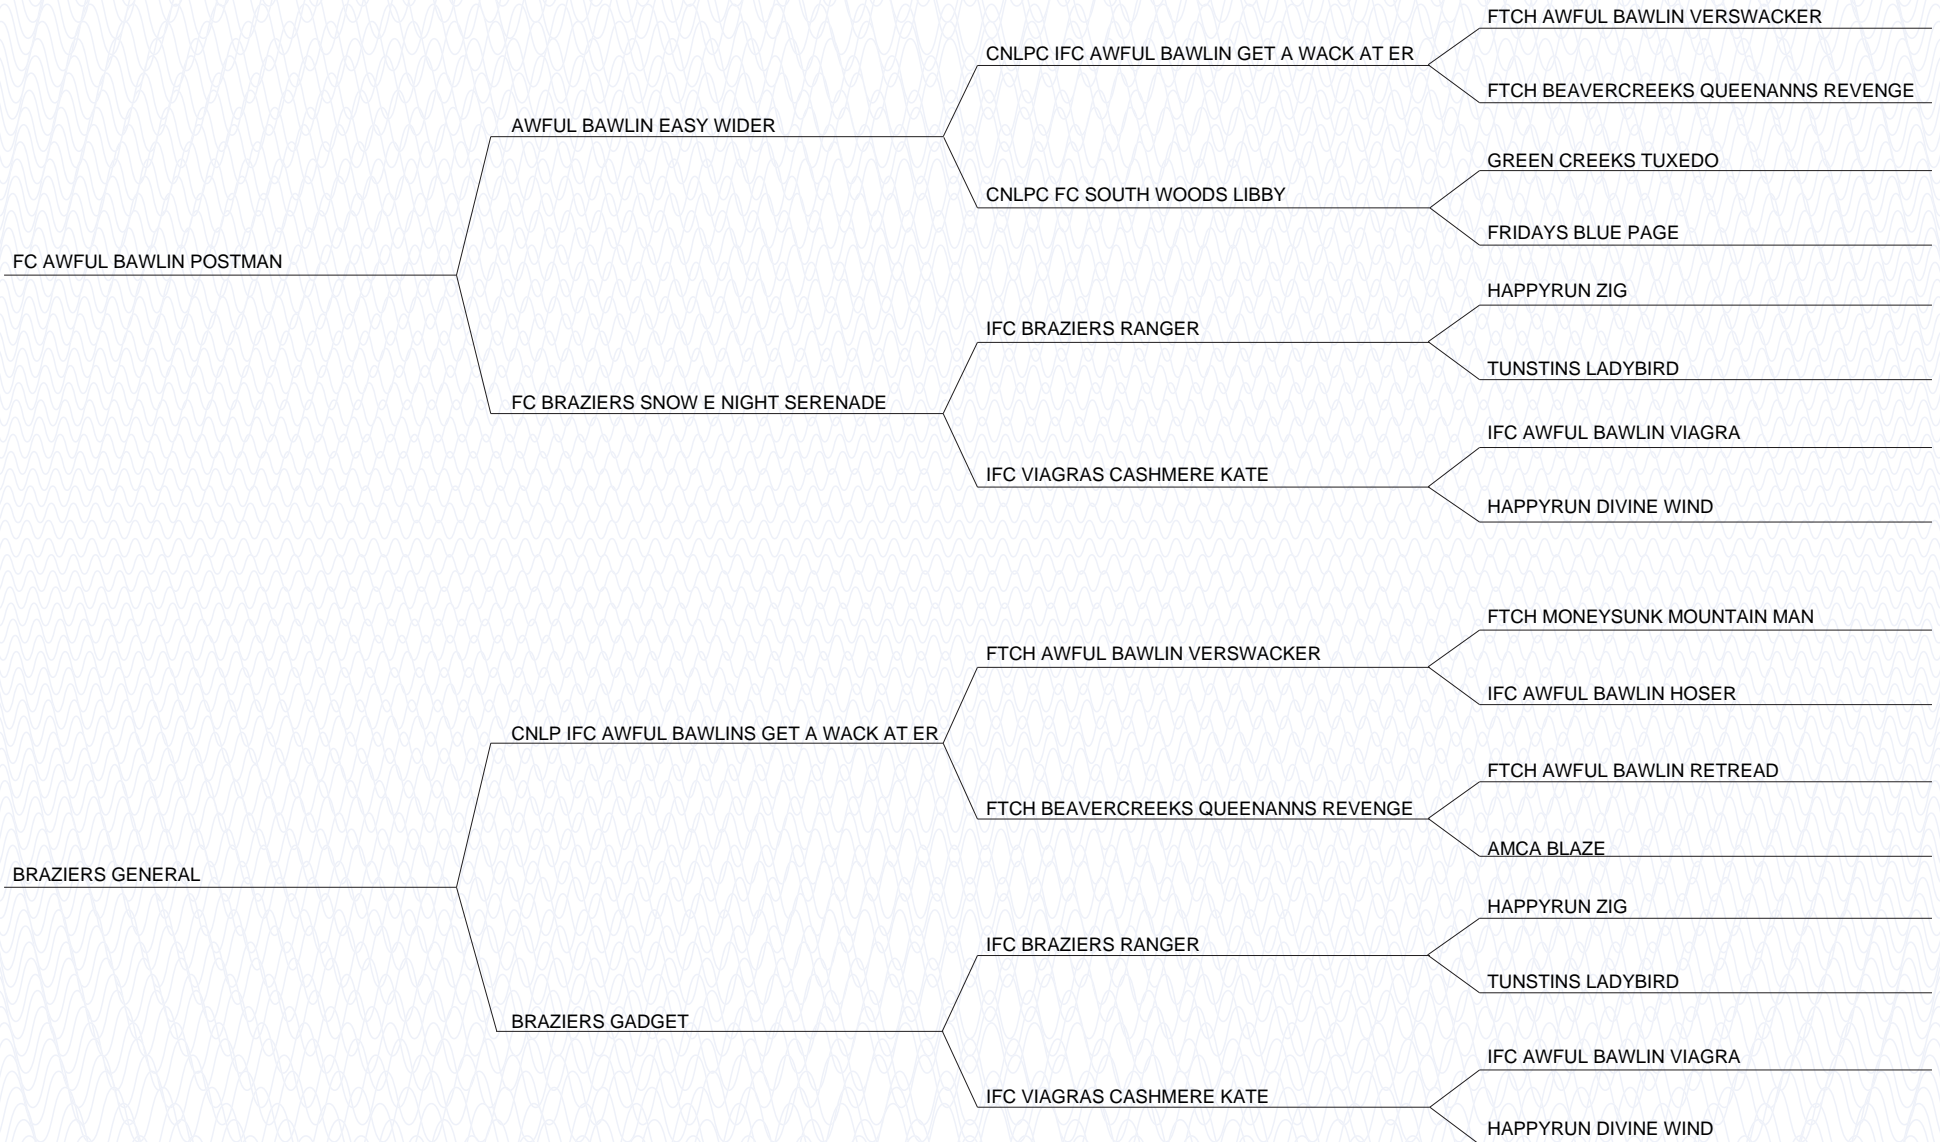 FTCH AWFUL BAWLIN VERSWACKER
CNLPC IFC AWFUL BAWLIN GET A WACK AT ER
FTCH BEAVERCREEKS QUEENANNS REVENGE
AWFUL BAWLIN EASY WIDER
GREEN CREEKS TUXEDO
CNLPC FC SOUTH WOODS LIBBY
FRIDAYS BLUE PAGE
FC AWFUL BAWLIN POSTMAN
HAPPYRUN ZIG
IFC BRAZIERS RANGER
TUNSTINS LADYBIRD
FC BRAZIERS SNOW E NIGHT SERENADE
IFC AWFUL BAWLIN VIAGRA
IFC VIAGRAS CASHMERE KATE
HAPPYRUN DIVINE WIND
FTCH MONEYSUNK MOUNTAIN MAN
FTCH AWFUL BAWLIN VERSWACKER
IFC AWFUL BAWLIN HOSER
CNLP IFC AWFUL BAWLINS GET A WACK AT ER
FTCH AWFUL BAWLIN RETREAD
FTCH BEAVERCREEKS QUEENANNS REVENGE
AMCA BLAZE
BRAZIERS GENERAL
HAPPYRUN ZIG
IFC BRAZIERS RANGER
TUNSTINS LADYBIRD
BRAZIERS GADGET
IFC AWFUL BAWLIN VIAGRA
IFC VIAGRAS CASHMERE KATE
HAPPYRUN DIVINE WIND